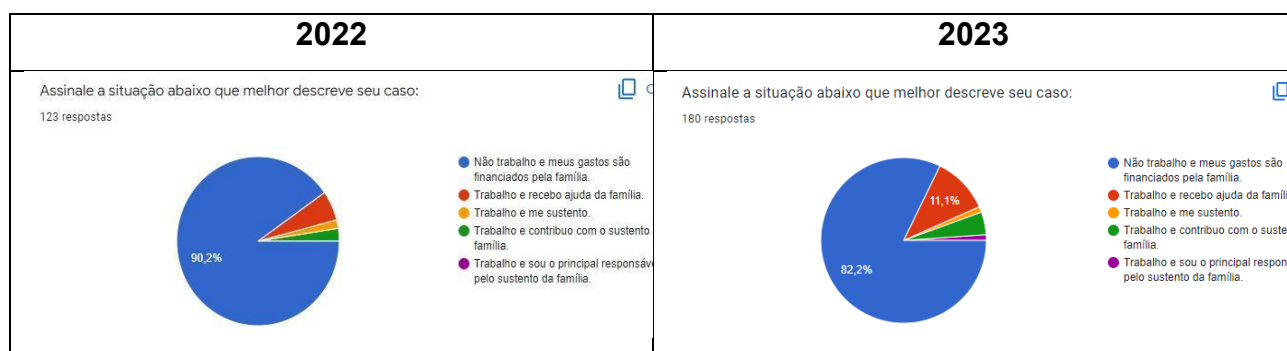 2022
2023
Assinale a situação abaixo que melhor descreve seu caso:
123 respostas
90,2%
Não trabalho e meus gastos são
financiados pela família.
Trabalho e recebo ajuda da família.
Trabalho e me sustento.
Trabalho e contribuo com o sustento
família.
Trabalho e sou o principal responsáve
pelo sustento da família.
Assinale a situação abaixo que melhor descreve seu caso:
180 respostas
11,1%
82,2%
Não trabalho e meus gastos são
financiados pela família.
Trabalho e recebo ajuda da famíli
Trabalho e me sustento.
Trabalho e contribuo com o suste
família.
Trabalho e sou o principal respon
pelo sustento da família.